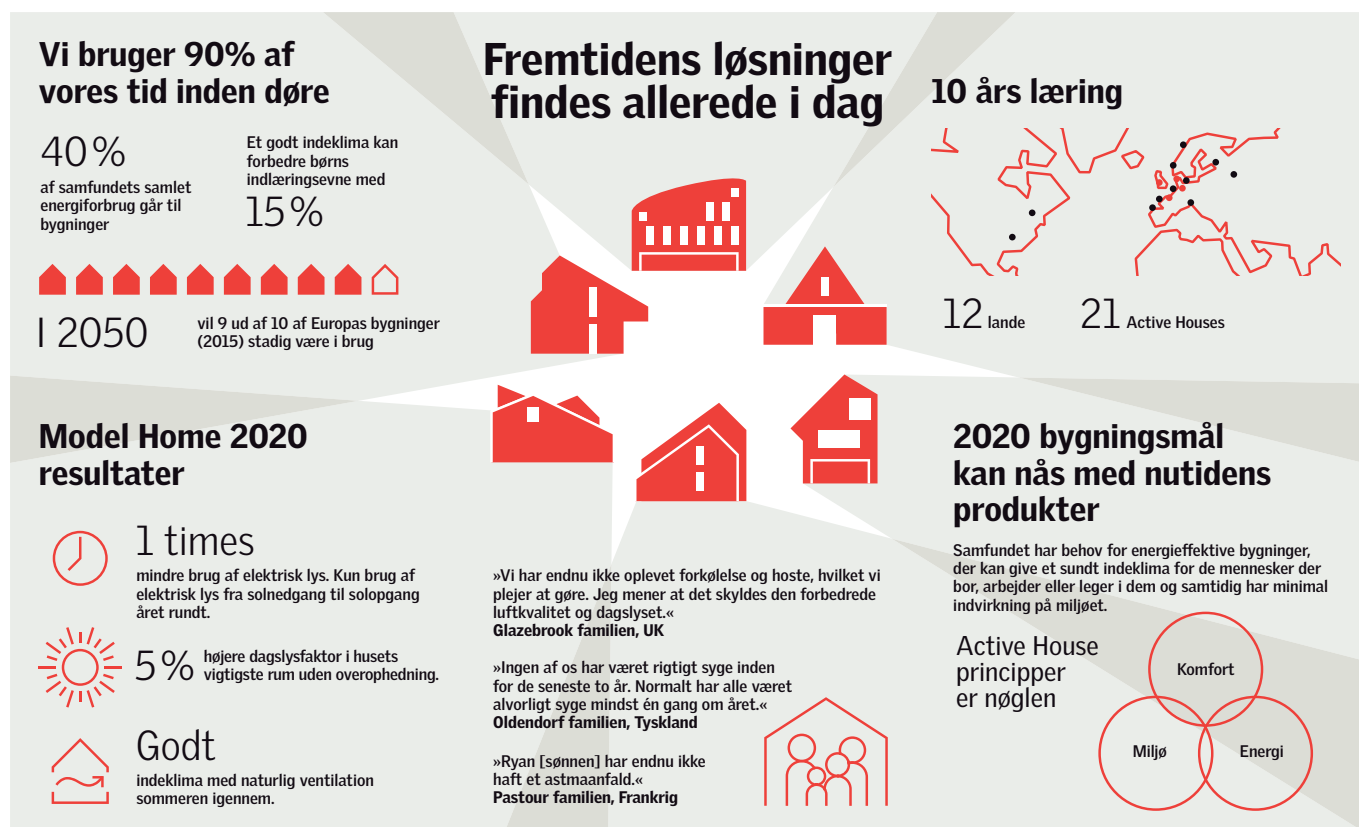 Vi bruger 90% af
vores tid inden døre
40%
af samfundets samlet
energiforbrug går til
bygninger
Et godt indeklima kan
forbedre børns
indlæringsevne med
15%
I 2050
vil 9 ud af 10 af Europas bygninger
(2015) stadig være i brug
Fremtidens løsninger
findes allerede i dag
10 års læring
12 lande
21 Active Houses
Model Home 2020
resultater
1 times
mindre brug af elektrisk lys. Kun brug af
elektrisk lys fra solnedgang til solopgang
året rundt.
5%
højere dagslysfaktor i husets
vigtigste rum uden overophedning.
Godt
indeklima med naturlig ventilation
sommeren igennem.
»Vi har endnu ikke oplevet forkølelse og hoste, hvilket vi
plejer at gøre. Jeg mener at det skyldes den forbedrede
luftkvalitet og dagslyset.«
Glazebrook familien, UK
»Ingen af os har været rigtigt syge inden
for de seneste to år. Normalt har alle været
alvorligt syge mindst én gang om året.«
Oldendorf familien, Tyskland
»Ryan [sønnen] har endnu ikke
haft et astmaanfald.«
Pastour familien, Frankrig
2020 bygningsmål
kan nås med nutidens
produkter
Samfundet har behov for energieffektive bygninger,
der kan give et sundt indeklima for de mennesker der
bor, arbejder eller leger i dem og samtidig har minimal
indvirkning på miljøet.
Active House
principper
er nøglen
Komfort
Miljø
Energi